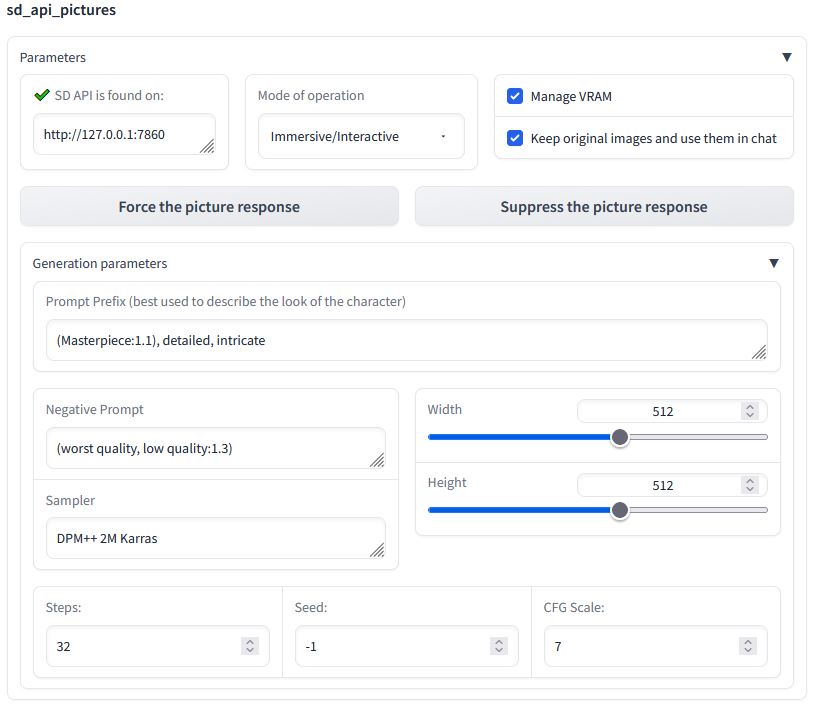 sd_api_pictures
Parameters
SD API is found on:
http://127.0.0.1:7860
Mode of operation
Immersive/Interactive
Manage VRAM
Keep original images and use them in chat
Force the picture response
Suppress the picture response
Generation parameters
Prompt Prefix (best used to describe the look of the character)
(Masterpiece:1.1), detailed, intricate
Negative Prompt
(worst quality, low quality:1.3)
Sampler
DPM++ 2M Karras
Width
512
Height
512
Steps:
32
Seed:
-1
CFG Scale:
7